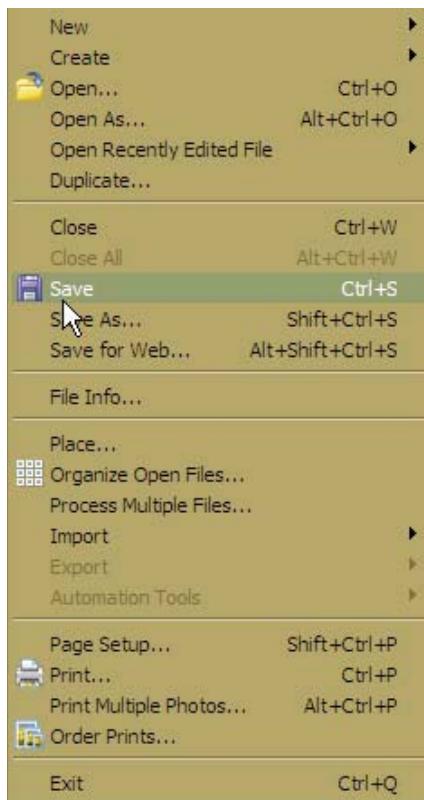 New
Create
Open... Ctrl+O
Open As... Alt+Ctrl+O
Open Recently Edited File
Duplicate...
Close Ctrl+W
Close All Alt+Ctrl+W
Save Ctrl+S
Save As... Shift+Ctrl+S
Save for Web... Alt+Shift+Ctrl+S
File Info...
Place...
Organize Open Files...
Process Multiple Files...
Import
Export
Automation Tools
Page Setup... Shift+Ctrl+P
Print... Ctrl+P
Print Multiple Photos... Alt+Ctrl+P
Order Prints...
Exit Ctrl+Q